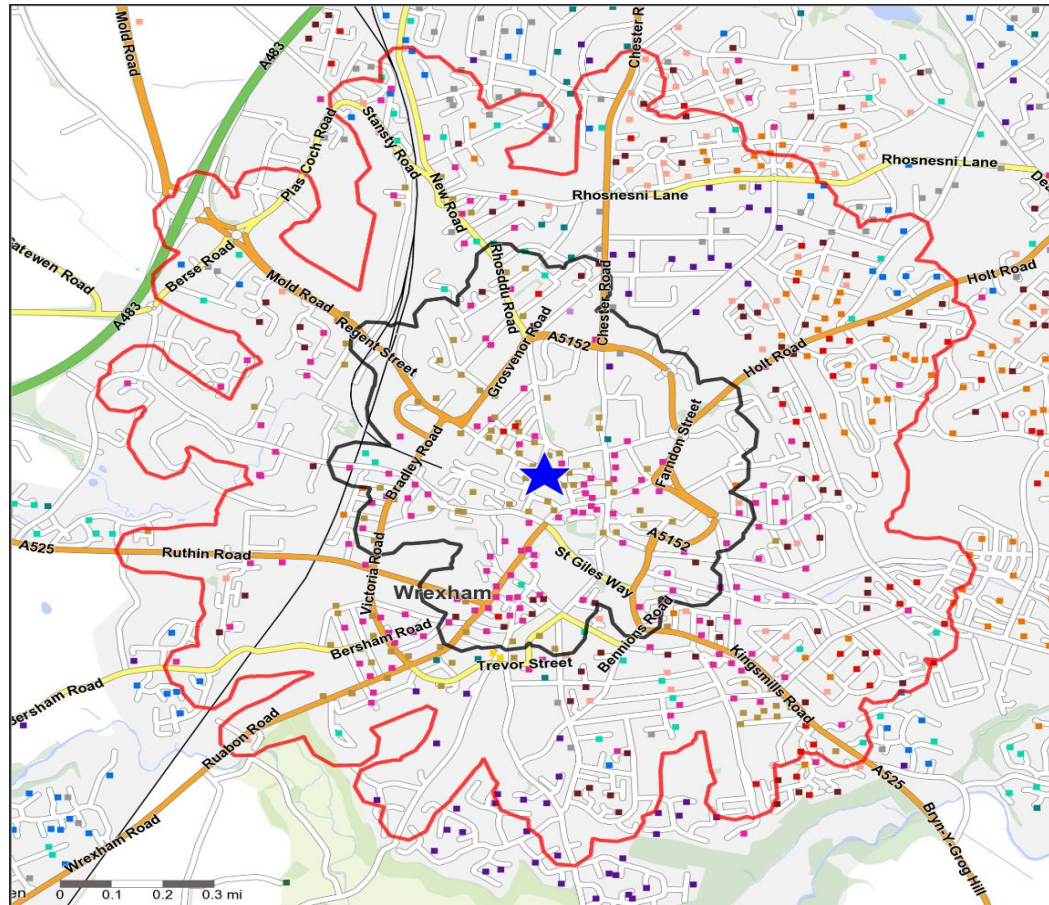 Mold Road
A483
Chester R
Plas Coch Road
Stansty Road
New Road
Rhosnesni Lane
Rhosnesni Lane
De
atewen Road
Berse Road
A483
Mold Road
Regent Street
Rhosddu Road
Grosvenor Road
Chester Road
A5152
Holt Road
Holt Road
Bradley Road
Farndon Street
A525
Ruthin Road
Victoria Road
Wrexham
A5152
St Giles Way
Bersham Road
Trevor Street
Bennions Road
Kingsmills Road
Bersham Road
Ruabon Road
A525
Bryn-Y-Grog Hill
Wrexham Road
en
0 0.1 0.2 0.3 mi